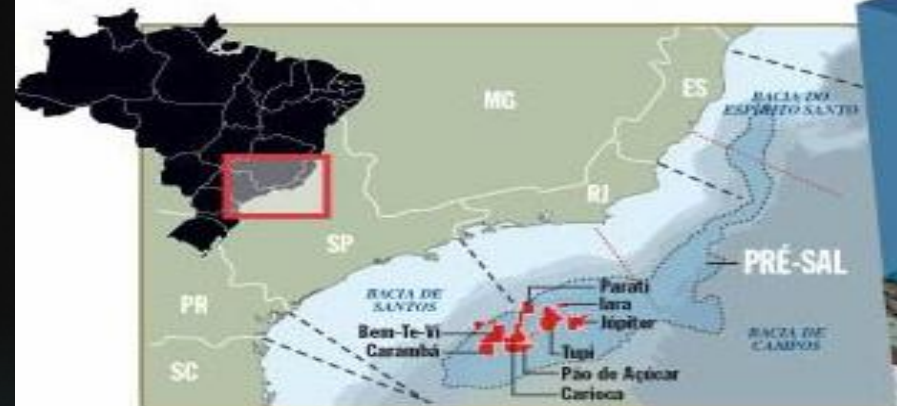 MG
ES
BACIA DO
ESPÍRITO SANTO
RJ
SP
PRÉ-SAL
PR
BACIA DE
SANTOS
Parati
Iara
Júpiter
Bem-Te-Vi
Carambá
BACIA DE
CAMPOS
Tupi
SC
Pao de Açúcar
Carioca